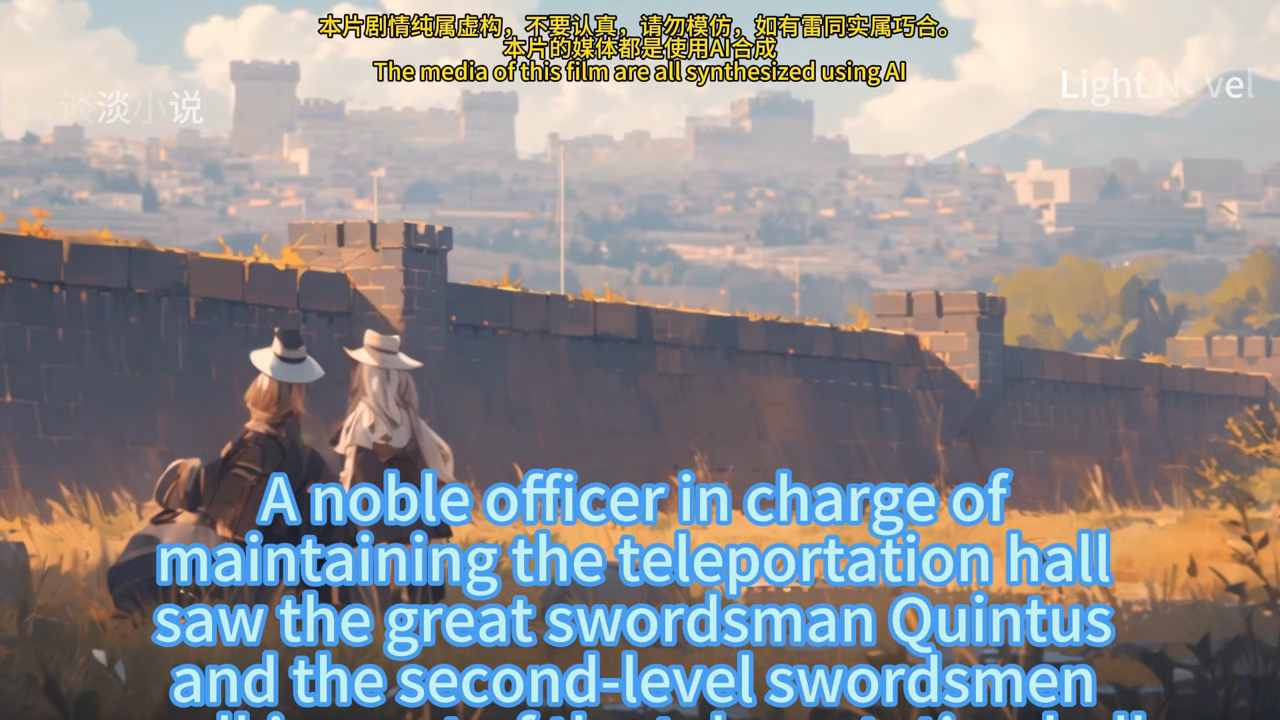 本片剧情纯属虚构，不要认真，请勿模仿，如有雷同实属巧合。
本片的媒体都是使用AI合成
The media of this film are all synthesized using AI
淡淡小说
Light Novel
A noble officer in charge of
maintaining the teleportation hall
saw the great swordsman Quintus
and the second-level swordsmen